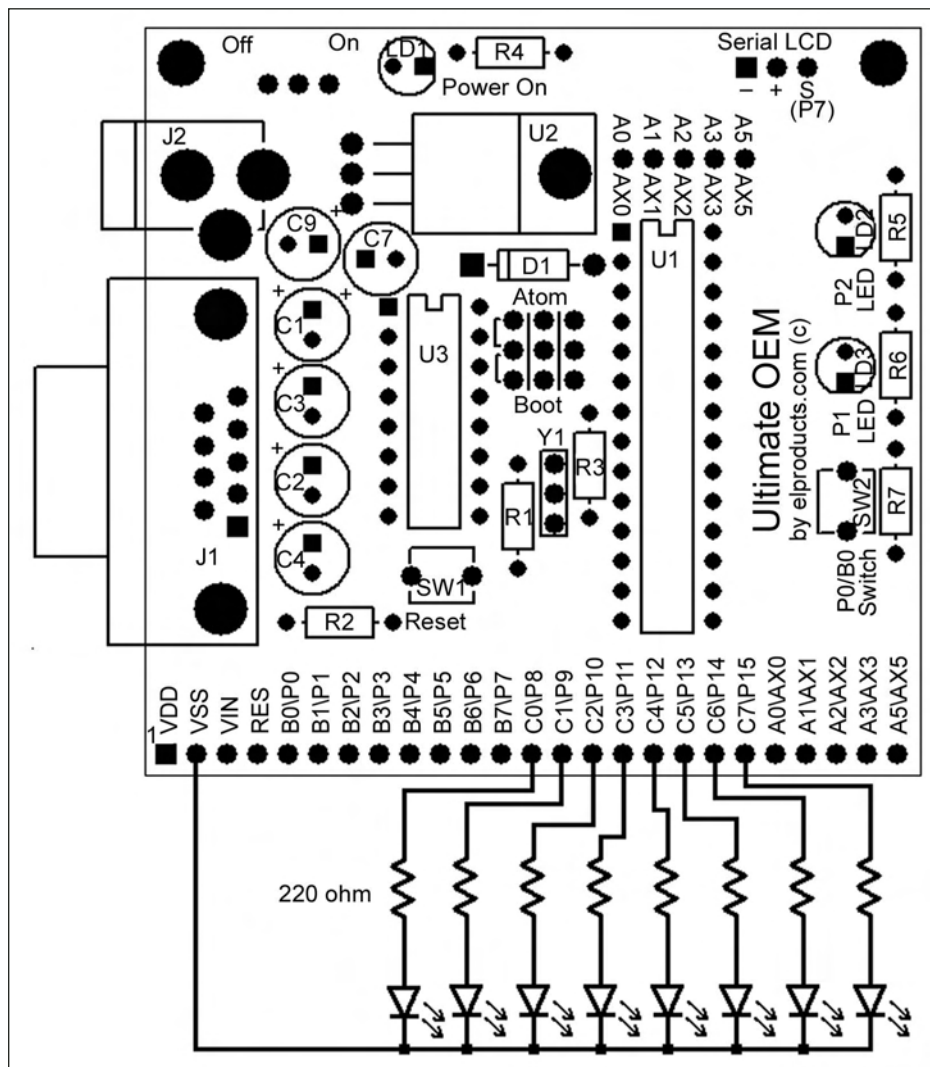 Off
On
LD1
R4
Power On
Serial LCD
– + S
(P7)
J2
U2
A0 A1 A2 A3 A5
AX0 AX1 AX2 AX3 AX5
+
C9
C7
D1
U1
LD2
R5
P2
LED
+
+
C1
U3
Atom
Boot
LD3
R6
P1
LED
+
C3
Y1
R3
Ultimate OEM
by elproducts.com (c)
+
C2
R1
SW2
R7
P0/B0
Switch
+
C4
J1
SW1
Reset
R2
1
VDD
VSS
VIN
RES
B0\P0
B1\P1
B2\P2
B3\P3
B4\P4
B5\P5
B6\P6
B7\P7
C0\P8
C1\P9
C2\P10
C3\P11
C4\P12
C5\P13
C6\P14
C7\P15
A0\AX0
A1\AX1
A2\AX2
A3\AX3
A5\AX5
220 ohm